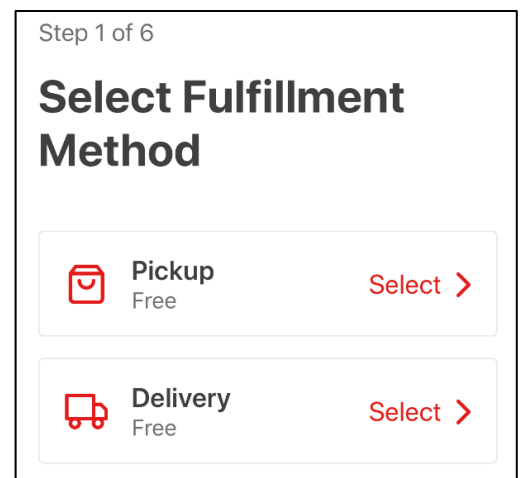 Step 1 of 6
Select Fulfillment
Method
Pickup
Free
Select
Delivery
Free
Select